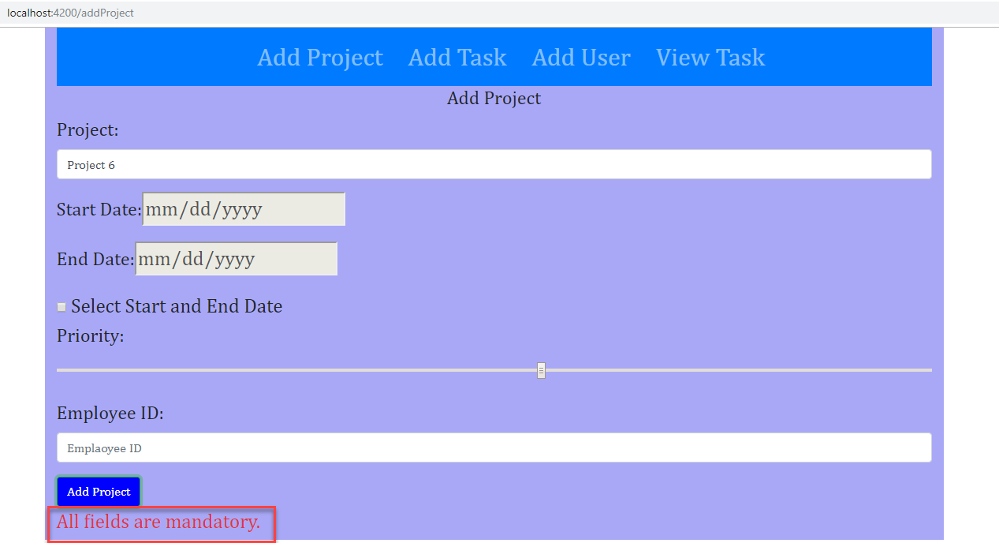 localhost:4200/addProject
Add Project Add Task Add User View Task
Add Project
Project:
Project 6
Start Date: mm/dd/yyyy
End Date: mm/dd/yyyy
Select Start and End Date
Priority:
Employee ID:
Emplaoyee ID
Add Project
All fields are mandatory.